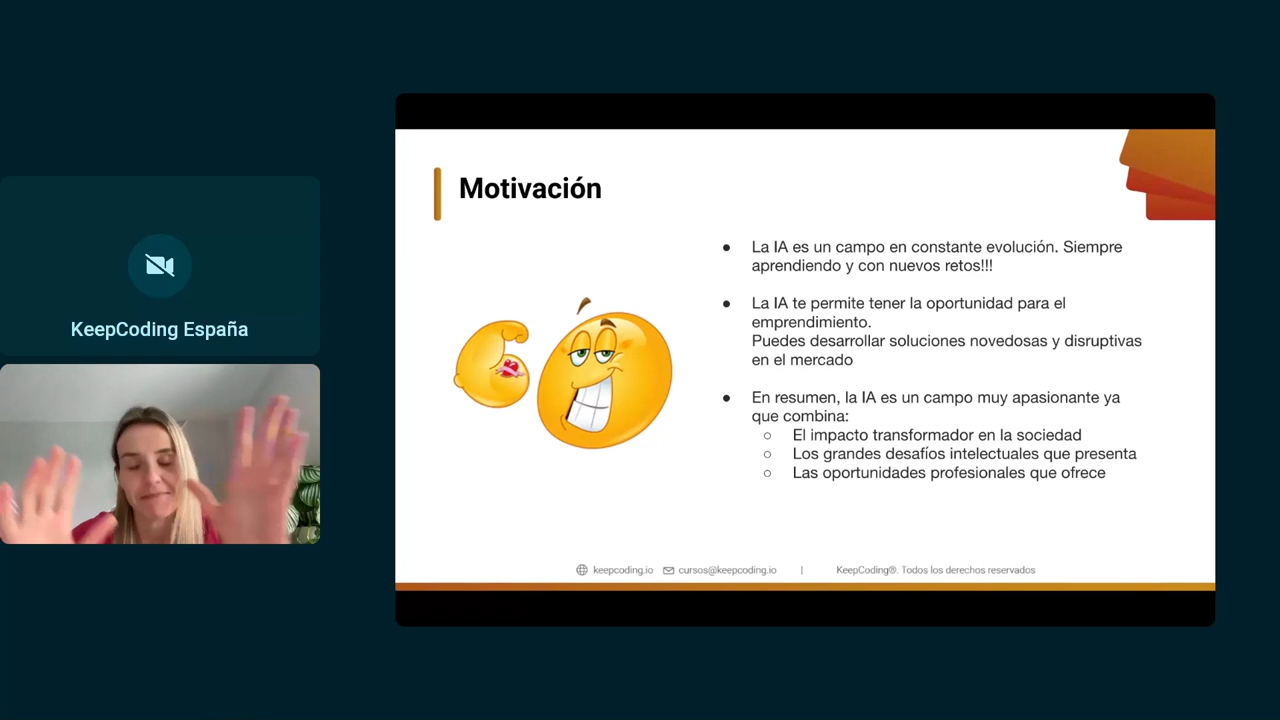 KeepCoding España
Motivación
● La IA es un campo en constante evolución. Siempre
aprendiendo y con nuevos retos!!!
● La IA te permite tener la oportunidad para el
emprendimiento.
Puedes desarrollar soluciones novedosas y disruptivas
en el mercado
● En resumen, la IA es un campo muy apasionante ya
que combina:
○ El impacto transformador en la sociedad
○ Los grandes desafíos intelectuales que presenta
○ Las oportunidades profesionales que ofrece
keepcoding.io cursos@keepcoding.io | KeepCoding®. Todos los derechos reservados